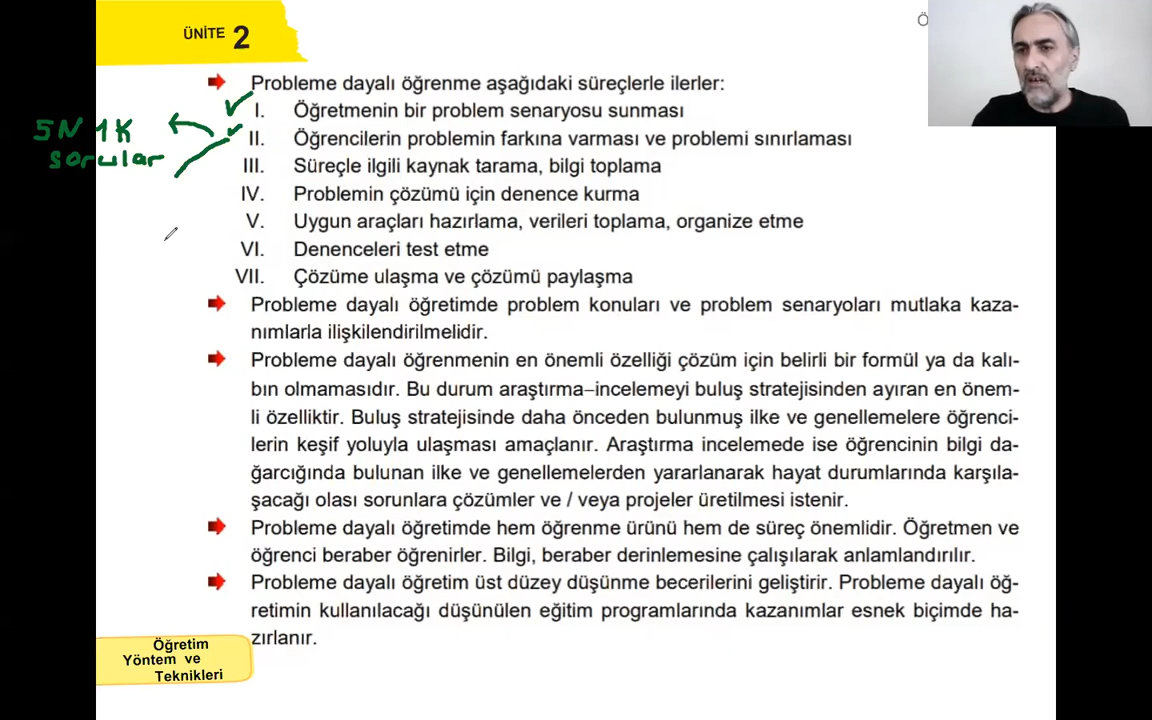 ÜNİTE 2
Ö
Probleme dayalı öğrenme aşağıdaki süreçlerle ilerler:
I. Öğretmenin bir problem senaryosu sunması
5N 1K
II. Öğrencilerin problemin farkına varması ve problemi sınırlaması
sorular
III. Süreçle ilgili kaynak tarama, bilgi toplama
IV. Problemin çözümü için denence kurma
V. Uygun araçları hazırlama, verileri toplama, organize etme
VI. Denenceleri test etme
VII. Çözüme ulaşma ve çözümü paylaşma
Probleme dayalı öğretimde problem konuları ve problem senaryoları mutlaka kaza-
nımlarla ilişkilendirilmelidir.
Probleme dayalı öğrenmenin en önemli özelliği çözüm için belirli bir formül ya da kalı-
bın olmamasıdır. Bu durum araştırma–incelemeyi buluş stratejisinden ayıran en önem-
li özelliktir. Buluş stratejisinde daha önceden bulunmuş ilke ve genellemelere öğrenci-
lerin keşif yoluyla ulaşması amaçlanır. Araştırma incelemede ise öğrencinin bilgi da-
ğarcığında bulunan ilke ve genellemelerden yararlanarak hayat durumlarında karşıla-
şacağı olası sorunlara çözümler ve / veya projeler üretilmesi istenir.
Probleme dayalı öğretimde hem öğrenme ürünü hem de süreç önemlidir. Öğretmen ve
öğrenci beraber öğrenirler. Bilgi, beraber derinlemesine çalışılarak anlamlandırılır.
Probleme dayalı öğretim üst düzey düşünme becerilerini geliştirir. Probleme dayalı öğ-
retimin kullanılacağı düşünülen eğitim programlarında kazanımlar esnek biçimde ha-
zırlanır.
Öğretim
Yöntem ve
Teknikleri